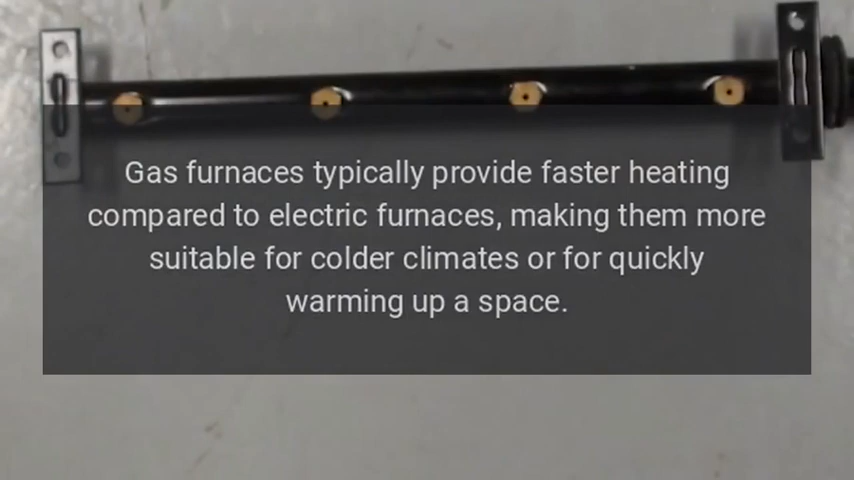 Gas furnaces typically provide faster heating
compared to electric furnaces, making them more
suitable for colder climates or for quickly
warming up a space.